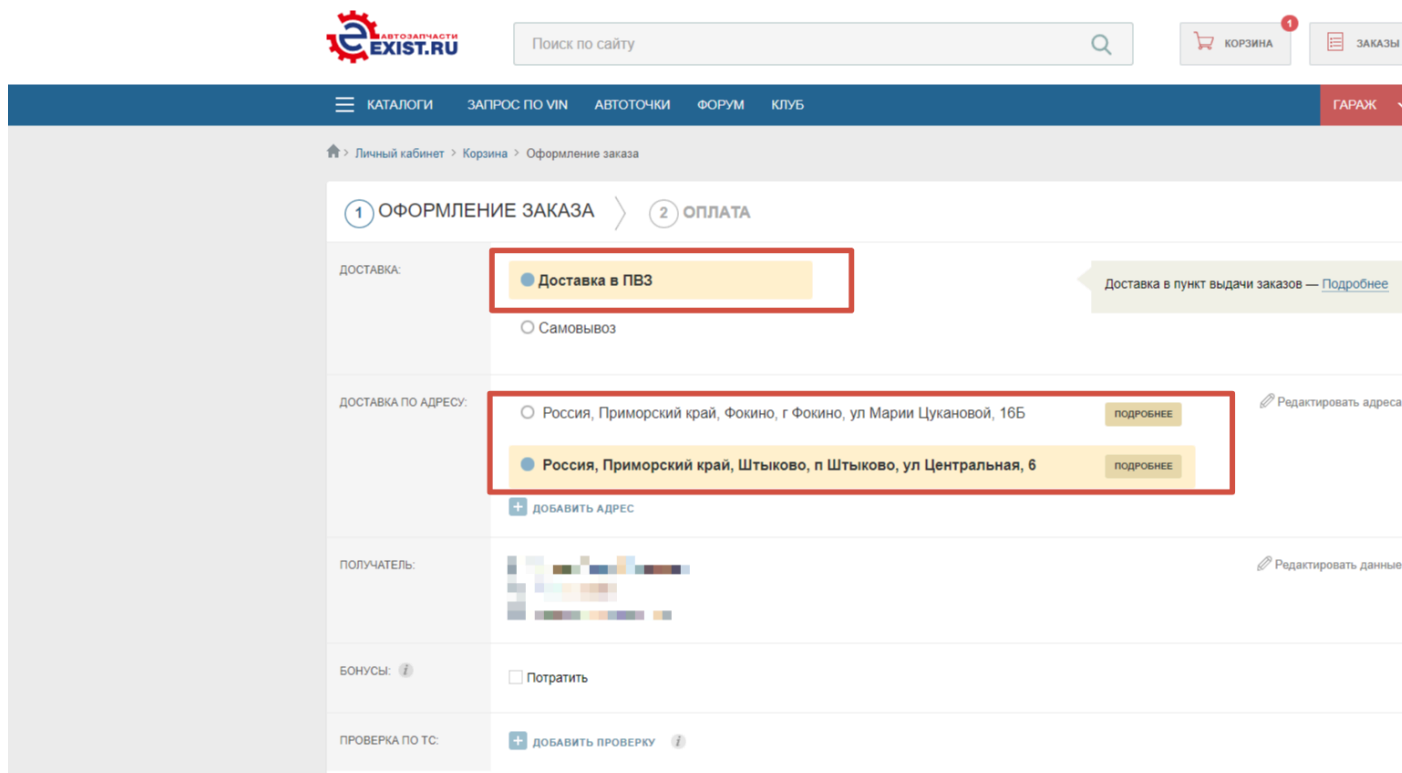 АВТОЗАПЧАСТИ
EXIST.RU
Поиск по сайту
КОРЗИНА
1
ЗАКАЗЫ
КАТАЛОГИ ЗАПРОС ПО VIN АВТОТОЧКИ ФОРУМ КЛУБ
ГАРАЖ
Личный кабинет > Корзина > Оформление заказа
1 ОФОРМЛЕНИЕ ЗАКАЗА 2 ОПЛАТА
ДОСТАВКА:
Доставка в ПВЗ
Доставка в пункт выдачи заказов — Подробнее
Самовывоз
ДОСТАВКА ПО АДРЕСУ:
Россия, Приморский край, Фокино, г Фокино, ул Марии Цукановой, 16Б
ПОДРОБНЕЕ
Редактировать адреса
Россия, Приморский край, Штыково, п Штыково, ул Центральная, 6
ПОДРОБНЕЕ
+ ДОБАВИТЬ АДРЕС
ПОЛУЧАТЕЛЬ:
Редактировать данные
БОНУСЫ: i
Потратить
ПРОВЕРКА ПО ТС:
+ ДОБАВИТЬ ПРОВЕРКУ i